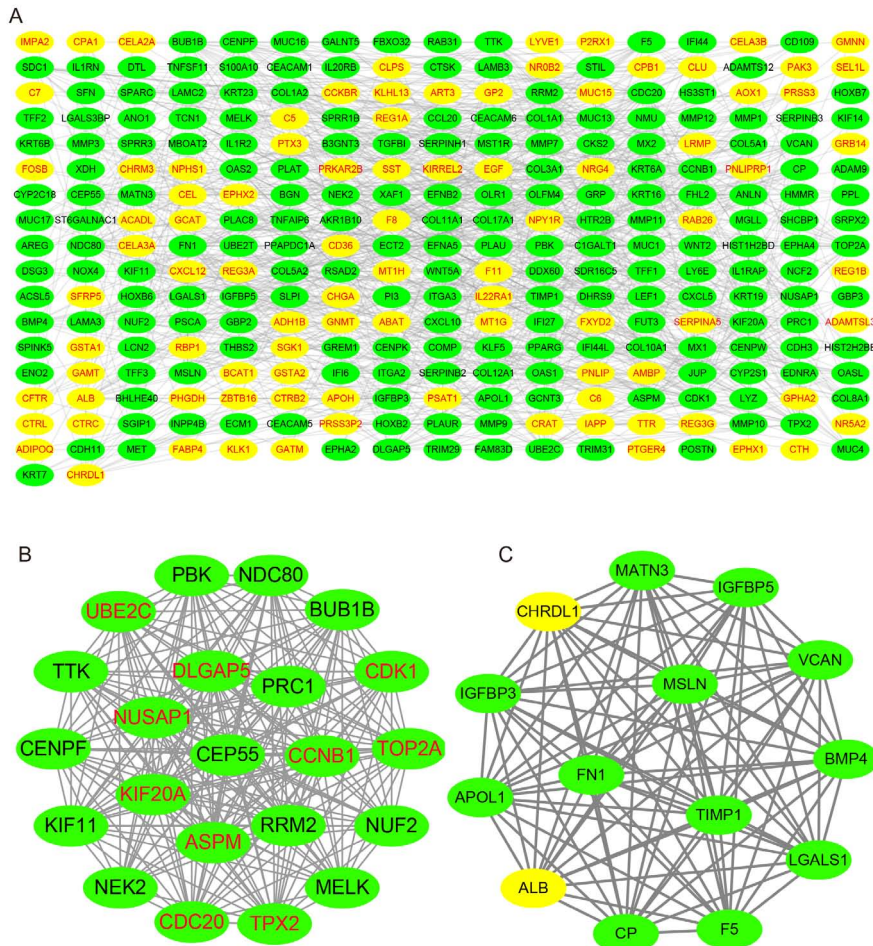 A
IMPA2 CPA1 CELA2A BUB1B CENPF MUC16 GALNT5 FBXO32 RAB31 TTK LYVE1 P2RX1 F5 IFI44 CELA3B CD109 GMNN
SDC1 IL1RN DTL TNFSF11 S100A10 CEACAM1 IL20RB CLPS CTSK LAMB3 NR0B2 STIL CPB1 CLU ADAMTS12 PAK3 SEL1L
C7 SFN SPARC LAMC2 KRT23 COL1A2 CCKBR KLHL13 ART3 GP2 RRM2 MUC15 CDC20 HS3ST1 AOX1 PRSS3 HOXB7
TFF2 LGALS3BP ANO1 TCN1 MELK C5 SPRR1B REG1A CCL20 CEACAM6 COL1A1 MUC13 NMU MMP12 MMP1 SERPINB3 KIF14
KRT6B MMP3 SPRR3 MBOAT2 IL1R2 PTX3 B3GNT3 TGFBI SERPINH1 MST1R MMP7 CKS2 MX2 LRMP COL5A1 VCAN GRB14
FOSB XDH CHRM3 NPHS1 OAS2 PLAT PRKAR2B SST KIRREL2 EGF COL3A1 NRG4 KRT6A CCNB1 PNLIPRP1 CP ADAM9
CYP2C18 CEP55 MATN3 CEL EPHX2 BGN NEK2 XAF1 EFNB2 OLR1 OLFM4 GRP KRT16 FHL2 ANLN HMMR PPL
MUC17 ST6GALNAC1 ACADL GCAT PLAC8 TNFAIP6 AKR1B10 F8 COL11A1 COL17A1 NPY1R HTR2B MMP11 RAB26 MGLL SHCBP1 SRPX2
AREG NDC80 CELA3A FN1 UBE2T PPAPDC1A CD36 ECT2 EFNA5 PLAU PBK C1GALT1 MUC1 WNT2 HIST1H2BD EPHA4 TOP2A
DSG3 NOX4 KIF11 CXCL12 REG3A COL5A2 RSAD2 MT1H WNT5A F11 DDX60 SDR16C5 TFF1 LY6E IL1RAP NCF2 REG1B
ACSL5 SFRP5 HOXB6 LGALS1 IGFBP5 SLPI CHGA PI3 ITGA3 IL22RA1 TIMP1 DHRS9 LEF1 CXCL5 KRT19 NUSAP1 GBP3
BMP4 LAMA3 NUF2 PSCA GBP2 ADH1B GNMT ABAT CXCL10 MT1G IFI27 FXYD2 FUT3 SERPINA5 KIF20A PRC1 ADAMTSL3
SPINK5 GSTA1 LCN2 RBP1 THBS2 SGK1 GREM1 CENPK COMP KLF5 PPARG IFI44L COL10A1 MX1 CENPW CDH3 HIST2H2BE
ENO2 GAMT TFF3 MSLN BCAT1 GSTA2 IFI6 ITGA2 SERPINB2 COL12A1 OAS1 PNLIP AMBP JUP CYP2S1 EDNRA OASL
CFTR ALB BHLHE40 PHGDH ZBTB16 CTRB2 APOH IGFBP3 PSAT1 APOL1 GCNT3 C6 ASPM CDK1 LYZ GPHA2 COL8A1
CTRL CTRC SGIP1 INPP4B ECM1 CEACAM5 PRSS3P2 HOXB2 PLAUR MMP9 CRAT IAPP TTR REG3G MMP10 TPX2 NR5A2
ADIPOQ CDH11 MET FABP4 KLK1 GATM EPHA2 DLGAP5 TRIM29 FAM83D UBE2C TRIM31 PTGER4 POSTN EPHX1 CTH MUC4
KRT7 CHRDL1
B
PBK NDC80
UBE2C BUB1B
TTK DLGAP5 PRC1 CDK1
NUSAP1
CENPF CEP55 CCNB1 TOP2A
KIF20A
KIF11 ASPM RRM2 NUF2
NEK2 MELK
CDC20 TPX2
C
MATN3
CHRDL1 IGFBP5
IGFBP3 MSLN VCAN
FN1 BMP4
APOL1 TIMP1
LGALS1
ALB
CP F5